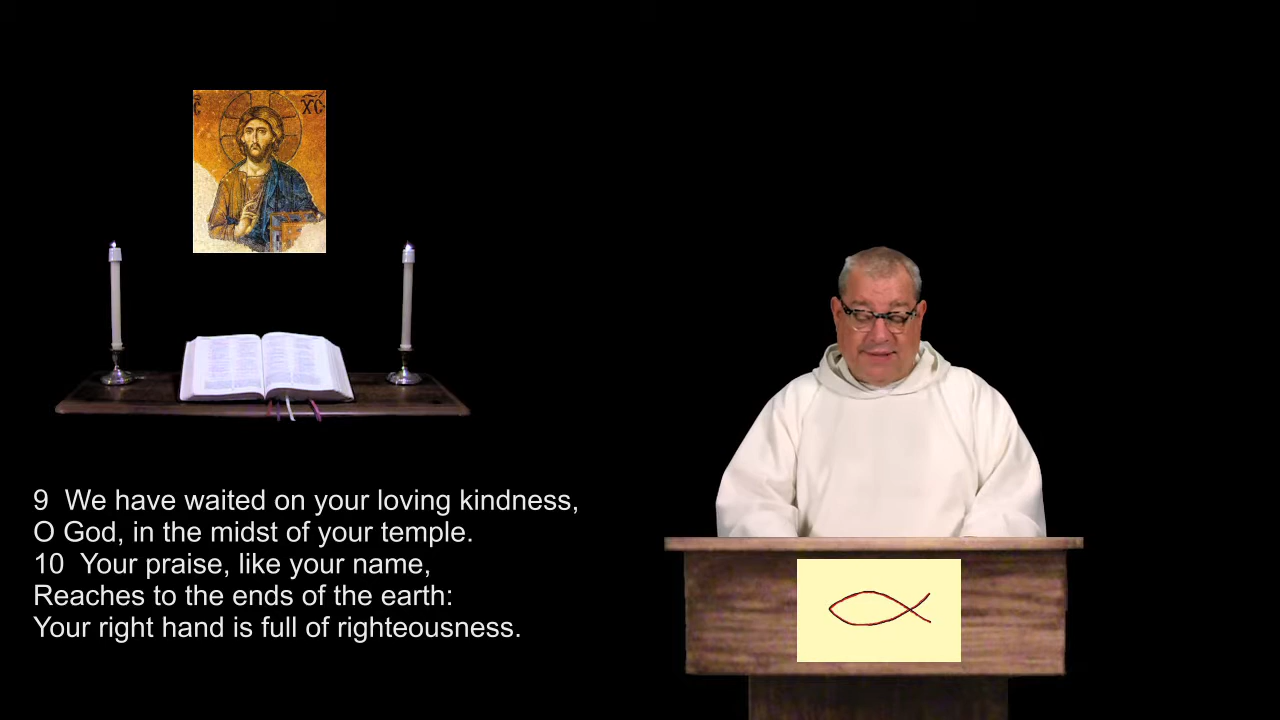 C XC
9 We have waited on your loving kindness,
O God, in the midst of your temple.
10 Your praise, like your name,
Reaches to the ends of the earth:
Your right hand is full of righteousness.